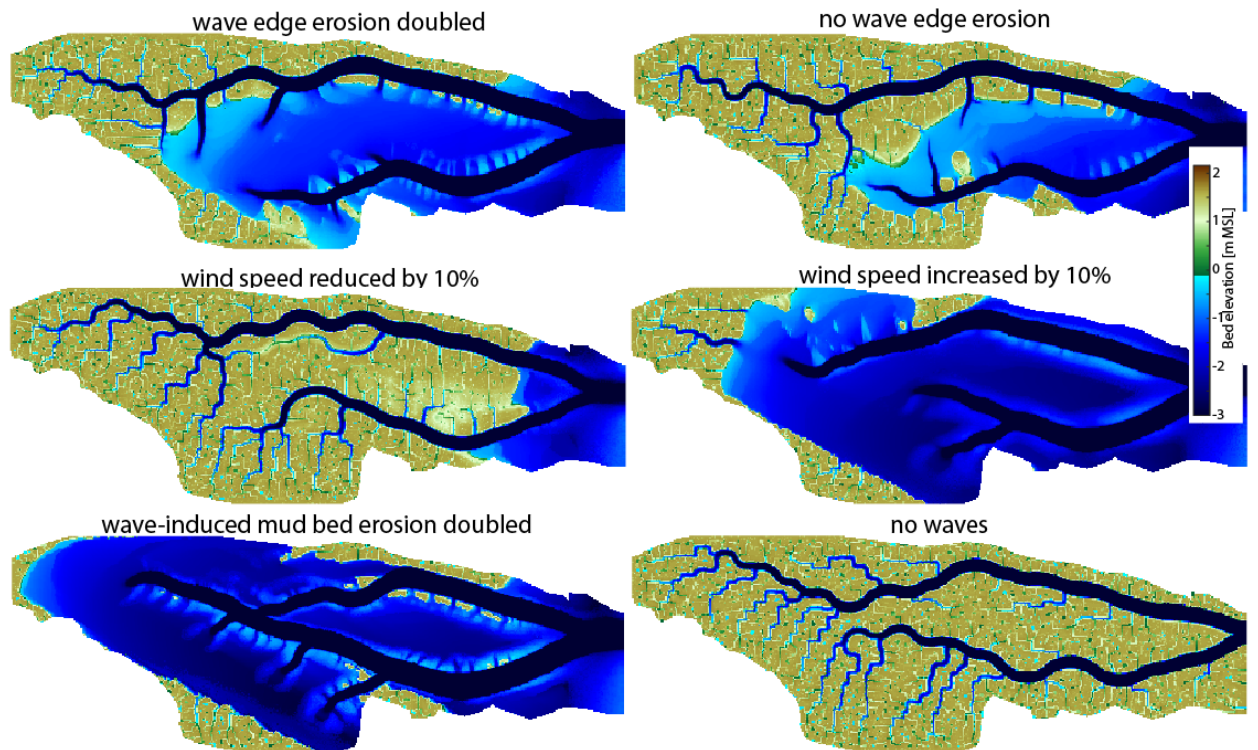 wave edge erosion doubled
no wave edge erosion
wind speed reduced by 10%
wind speed increased by 10%
2
1
0
-1
-2
-3
Bed elevation [m MSL]
wave-induced mud bed erosion doubled
no waves